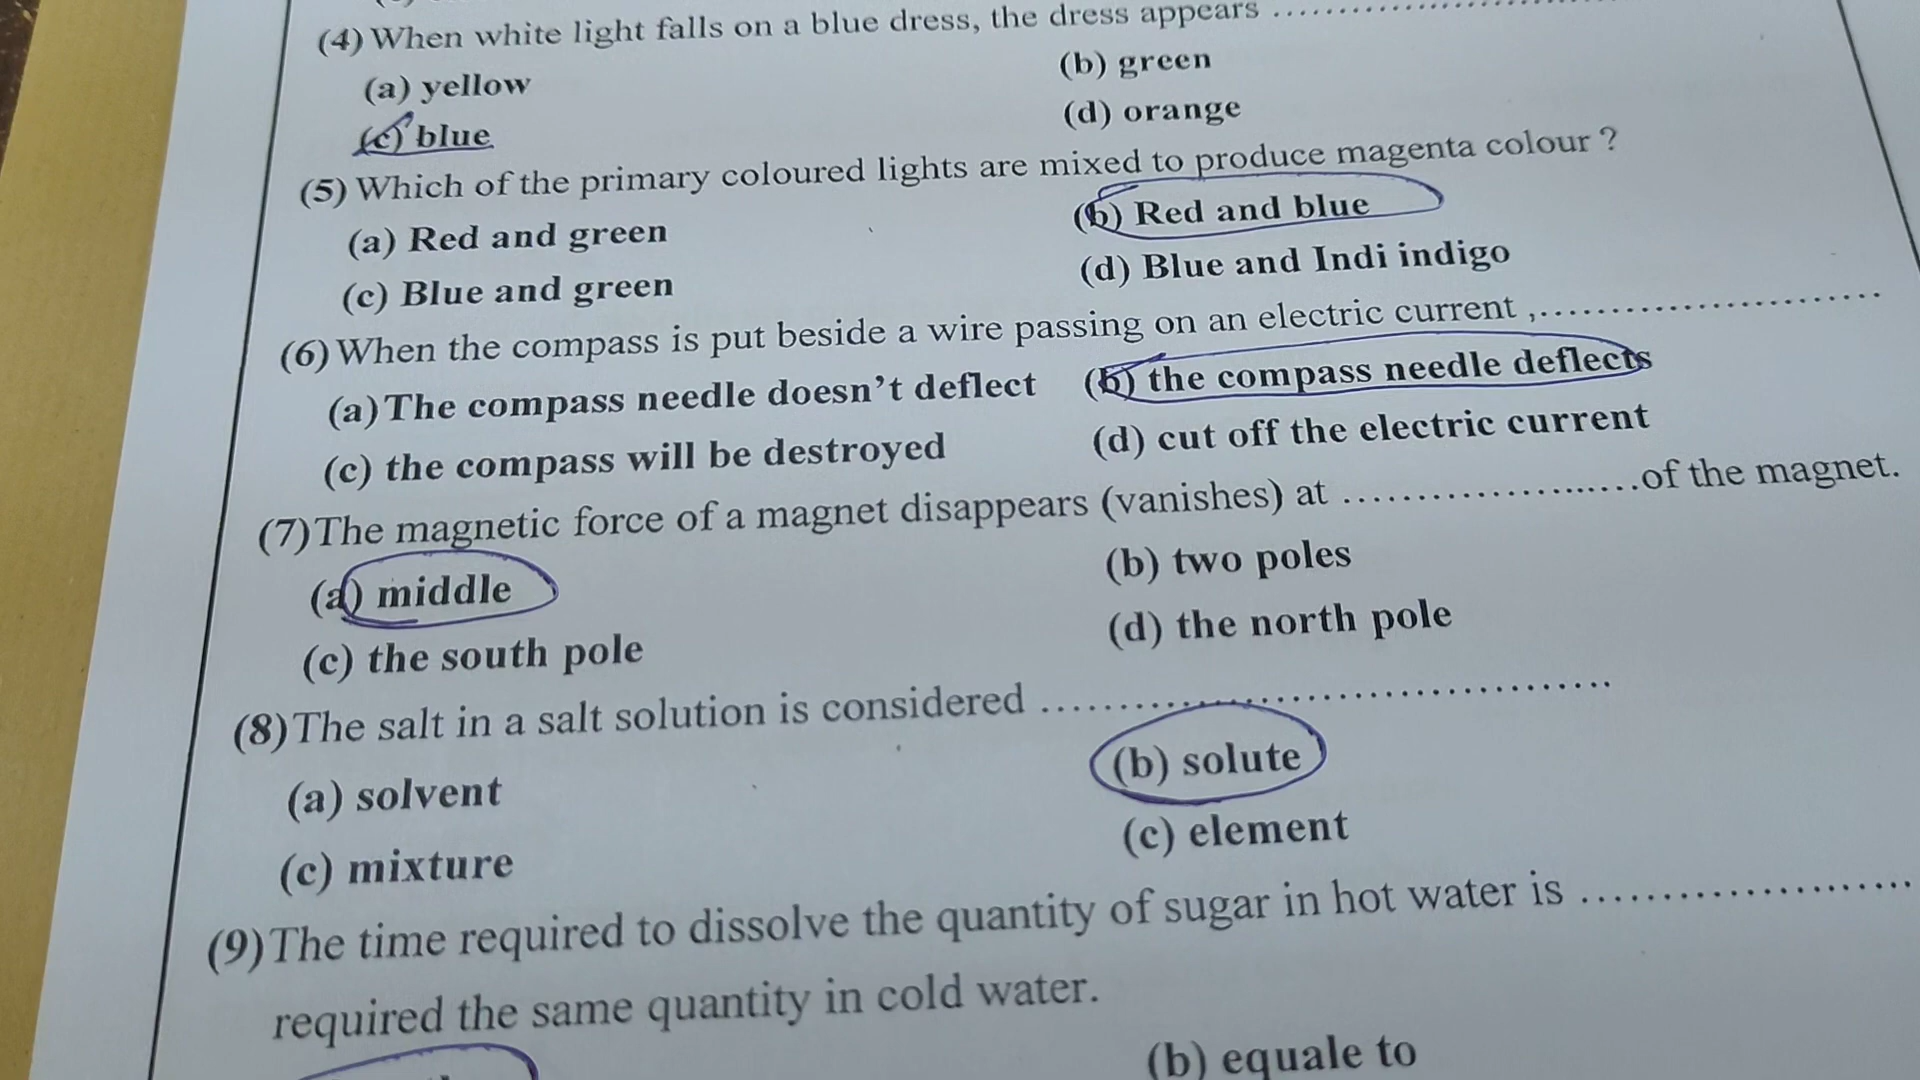 (4) When white light falls on a blue dress, the dress appears ........................
(a) yellow (b) green
(c) blue (d) orange
(5) Which of the primary coloured lights are mixed to produce magenta colour ?
(a) Red and green (b) Red and blue
(c) Blue and green (d) Blue and Indi indigo
(6) When the compass is put beside a wire passing on an electric current ,........................
(a) The compass needle doesn't deflect (b) the compass needle deflects
(c) the compass will be destroyed (d) cut off the electric current
(7) The magnetic force of a magnet disappears (vanishes) at .....................of the magnet.
(a) middle (b) two poles
(c) the south pole (d) the north pole
(8) The salt in a salt solution is considered .......................................
(a) solvent (b) solute
(c) mixture (c) element
(9) The time required to dissolve the quantity of sugar in hot water is .....................
required the same quantity in cold water.
(b) equale to